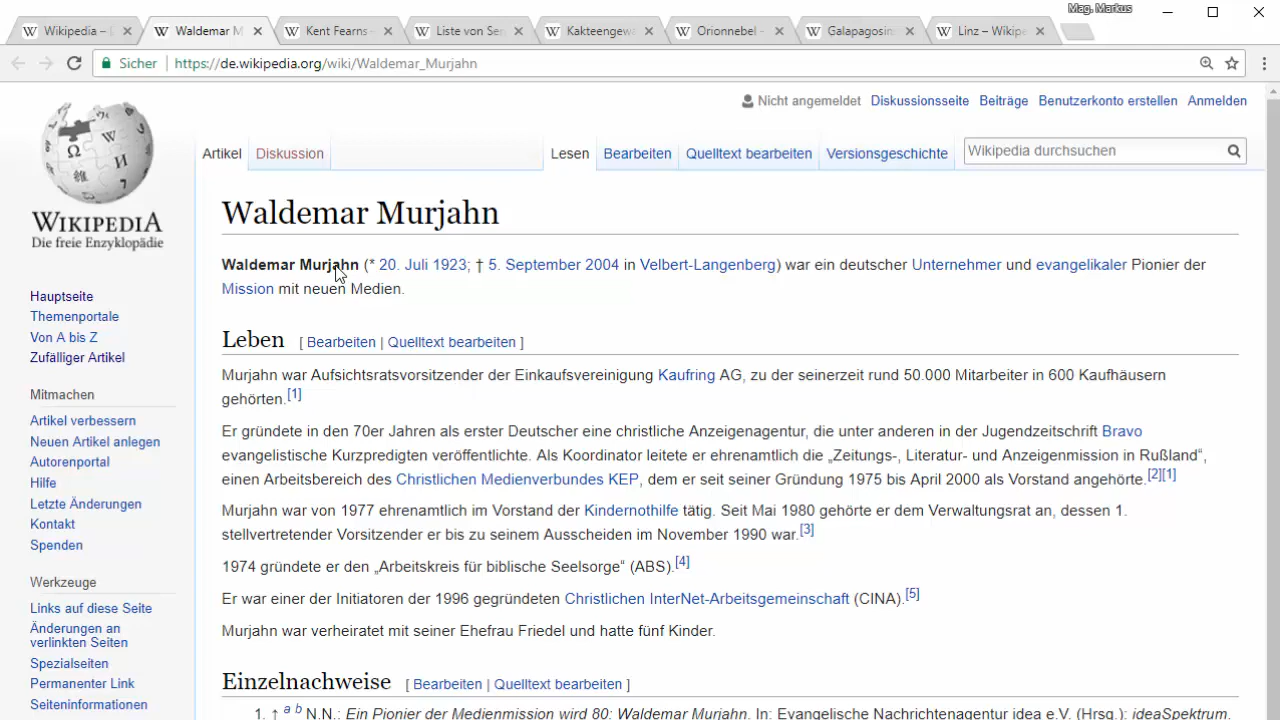 Mag. Markus
Wikipedia –
Waldemar M
Kent Fearns -
Liste von Ser
Kakteengewa
Orionnebel -
Galapagosin
Linz – Wikipe
Sicher https://de.wikipedia.org/wiki/Waldemar_Murjahn
Nicht angemeldet Diskussionsseite Beiträge Benutzerkonto erstellen Anmelden
Artikel Diskussion Lesen Bearbeiten Quelltext bearbeiten Versionsgeschichte Wikipedia durchsuchen
WIKIPEDIA
Die freie Enzyklopädie
Hauptseite
Themenportale
Von A bis Z
Zufälliger Artikel
Mitmachen
Artikel verbessern
Neuen Artikel anlegen
Autorenportal
Hilfe
Letzte Änderungen
Kontakt
Spenden
Werkzeuge
Links auf diese Seite
Änderungen an
verlinkten Seiten
Spezialseiten
Permanenter Link
Seiteninformationen
Waldemar Murjahn
Waldemar Murjahn (* 20. Juli 1923; † 5. September 2004 in Velbert-Langenberg) war ein deutscher Unternehmer und evangelikaler Pionier der
Mission mit neuen Medien.
Leben [ Bearbeiten | Quelltext bearbeiten ]
Murjahn war Aufsichtsratsvorsitzender der Einkaufsvereinigung Kaufring AG, zu der seinerzeit rund 50.000 Mitarbeiter in 600 Kaufhäusern
gehörten.[1]
Er gründete in den 70er Jahren als erster Deutscher eine christliche Anzeigenagentur, die unter anderen in der Jugendzeitschrift Bravo
evangelistische Kurzpredigten veröffentlichte. Als Koordinator leitete er ehrenamtlich die „Zeitungs-, Literatur- und Anzeigenmission in Rußland“,
einen Arbeitsbereich des Christlichen Medienverbundes KEP, dem er seit seiner Gründung 1975 bis April 2000 als Vorstand angehörte.[2][1]
Murjahn war von 1977 ehrenamtlich im Vorstand der Kindernothilfe tätig. Seit Mai 1980 gehörte er dem Verwaltungsrat an, dessen 1.
stellvertretender Vorsitzender er bis zu seinem Ausscheiden im November 1990 war.[3]
1974 gründete er den „Arbeitskreis für biblische Seelsorge“ (ABS).[4]
Er war einer der Initiatoren der 1996 gegründeten Christlichen InterNet-Arbeitsgemeinschaft (CINA).[5]
Murjahn war verheiratet mit seiner Ehefrau Friedel und hatte fünf Kinder.
Einzelnachweise [ Bearbeiten | Quelltext bearbeiten ]
1. ↑ a b N.N.: Ein Pionier der Medienmission wird 80: Waldemar Murjahn. In: Evangelische Nachrichtenagentur idea e.V. (Hrsg.): ideaSpektrum.